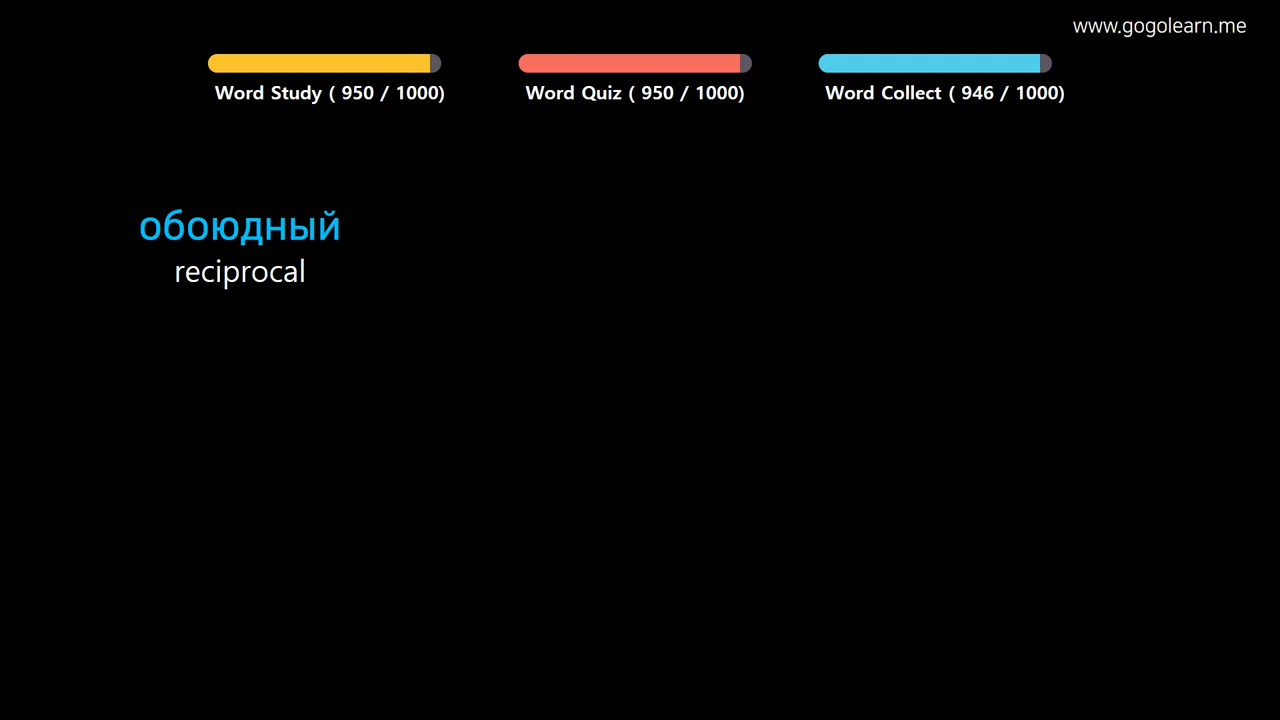 www.gogolearn.me
Word Study ( 950 / 1000)
Word Quiz ( 950 / 1000)
Word Collect ( 946 / 1000)
обоюдный
reciprocal